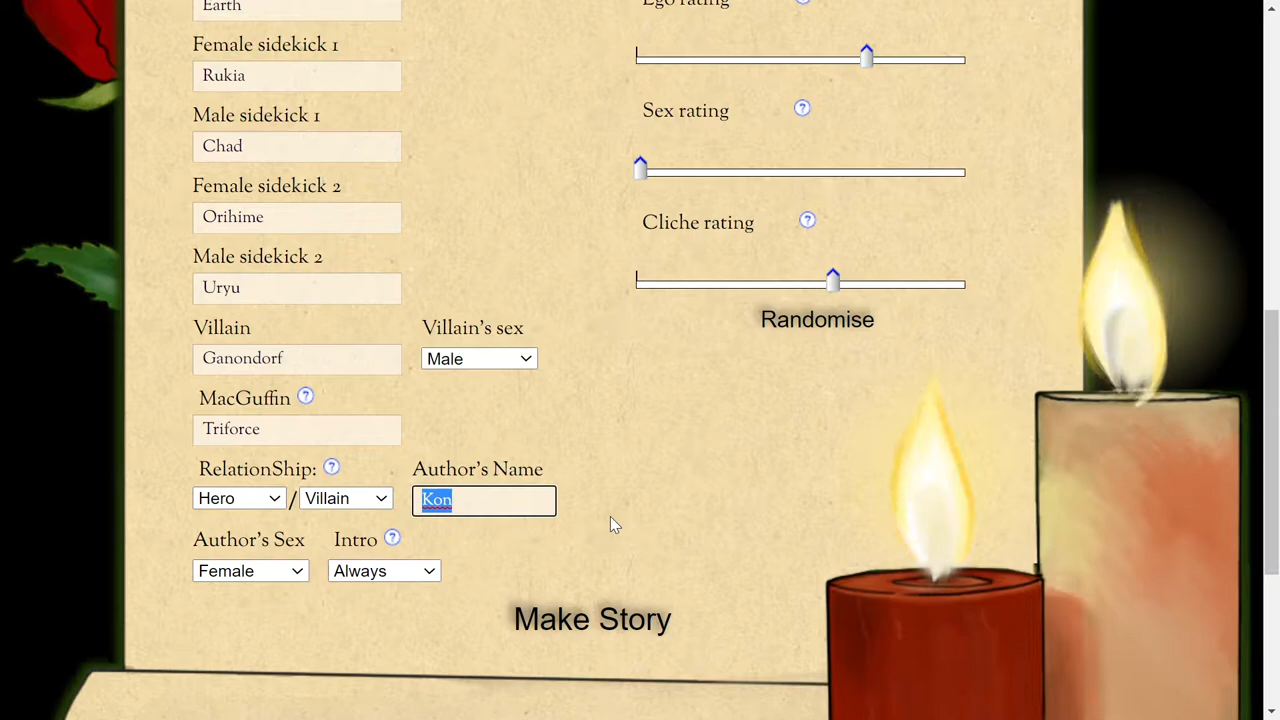 Earth
Ego rating
Female sidekick 1
Rukia
Male sidekick 1
Sex rating ?
Chad
Female sidekick 2
Orihime
Cliche rating ?
Male sidekick 2
Uryu
Randomise
Villain
Villain's sex
Ganondorf
Male
MacGuffin ?
Triforce
RelationShip: ?
Author's Name
Hero / Villain
Kon
Author's Sex
Intro ?
Female
Always
Make Story